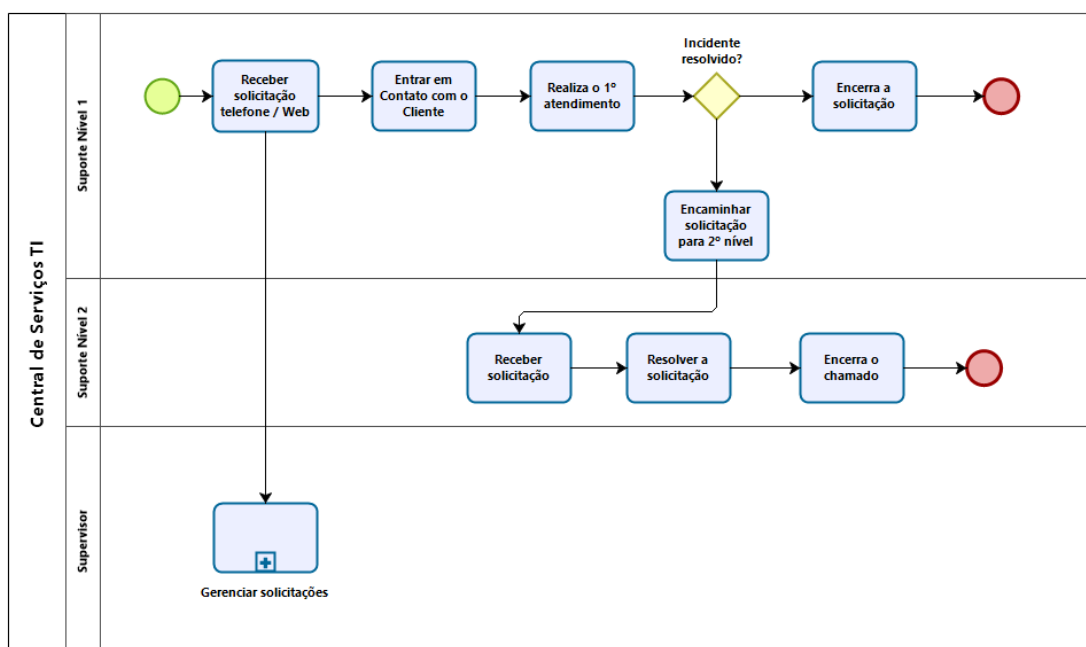 Central de Serviços TI
Suporte Nível 1
Receber
solicitação
telefone / Web
Entrar em
Contato com o
Cliente
Realiza o 1º
atendimento
Incidente
resolvido?
Encerra a
solicitação
Encaminhar
solicitação
para 2º nível
Suporte Nível 2
Receber
solicitação
Resolver a
solicitação
Encerra o
chamado
Supervisor
Gerenciar solicitações